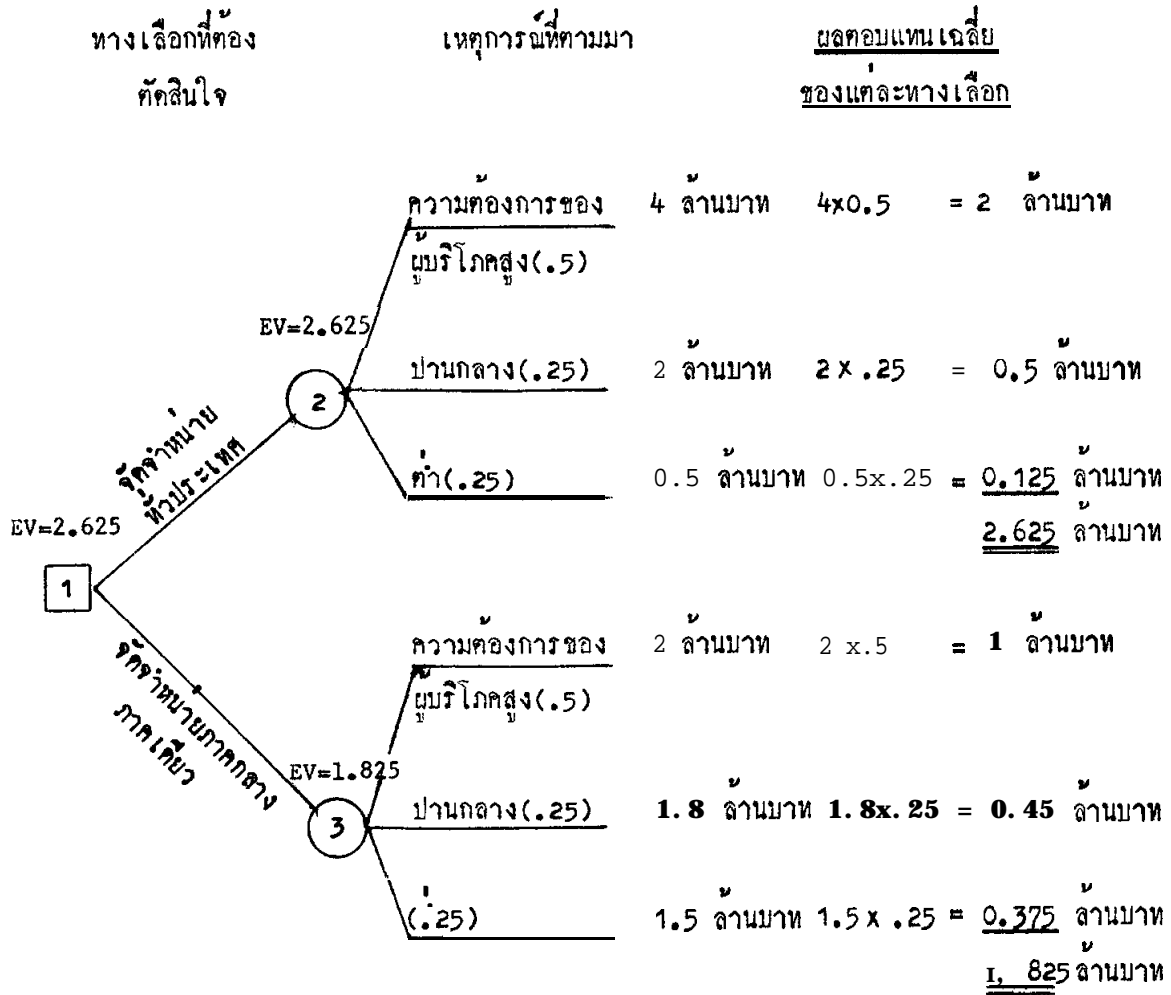 ทางเลือกที่ต้อง เหตุการณ์ที่ตามมา ผลตอบแทนเฉลี่ย
ตัดสินใจ ของแต่ละทางเลือก
ความต้องการของ 4 ล้านบาท 4x0.5 = 2 ล้านบาท
ผู้บริโภคสูง(.5)
EV=2.625
ปานกลาง(.25) 2 ล้านบาท 2 x .25 = 0.5 ล้านบาท
2
จัดจำหน่าย
ทั่วประเทศ
ต่ำ(.25) 0.5 ล้านบาท 0.5x.25 = 0.125 ล้านบาท
EV=2.625 2.625 ล้านบาท
1
ความต้องการของ 2 ล้านบาท 2 x.5 = 1 ล้านบาท
ผู้บริโภคสูง(.5)
จัดจำหน่ายภาคกลาง
ภาคเดียว
EV=1.825
ปานกลาง(.25) 1.8 ล้านบาท 1.8x.25 = 0.45 ล้านบาท
3
(.25) 1.5 ล้านบาท 1.5 x .25 = 0.375 ล้านบาท
I, 825 ล้านบาท